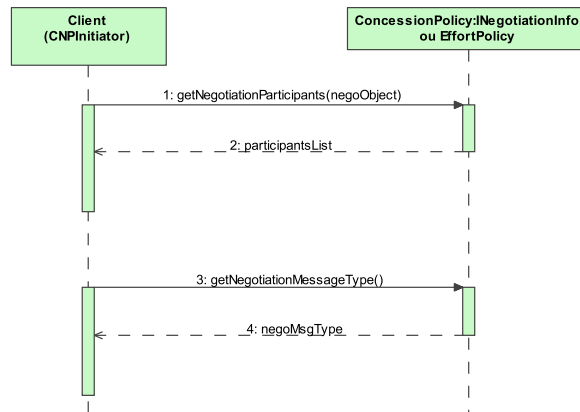 Client
(CNPInitiator)
ConcessionPolicy:INegotiationInfo
ou EffortPolicy
1: getNegotiationParticipants(negoObject)
2: participantsList
3: getNegotiationMessageType()
4: negoMsgType